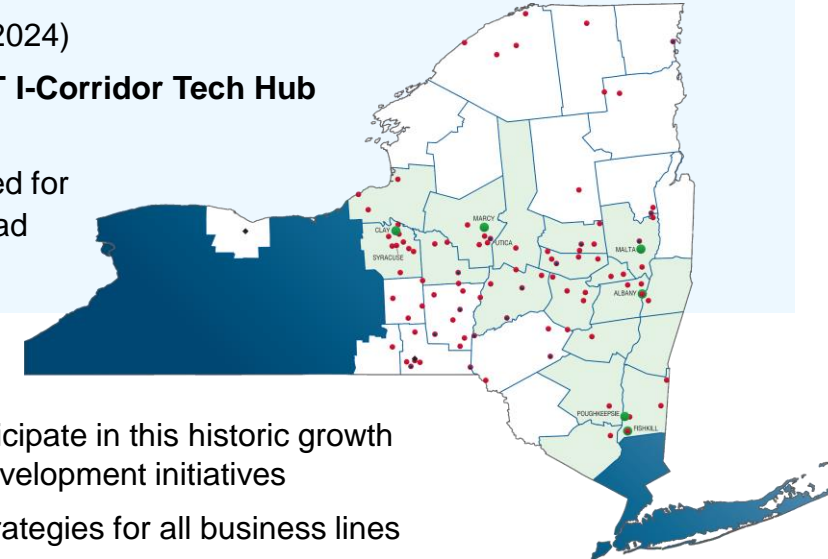 2024)
I-Corridor Tech Hub
ed for
ad
CLAY
MARCY
UTICA
SYRACUSE
MALTA
ALBANY
POUGHKEEPSIE
FISHKILL
icipate in this historic growth
velopment initiatives
rategies for all business lines